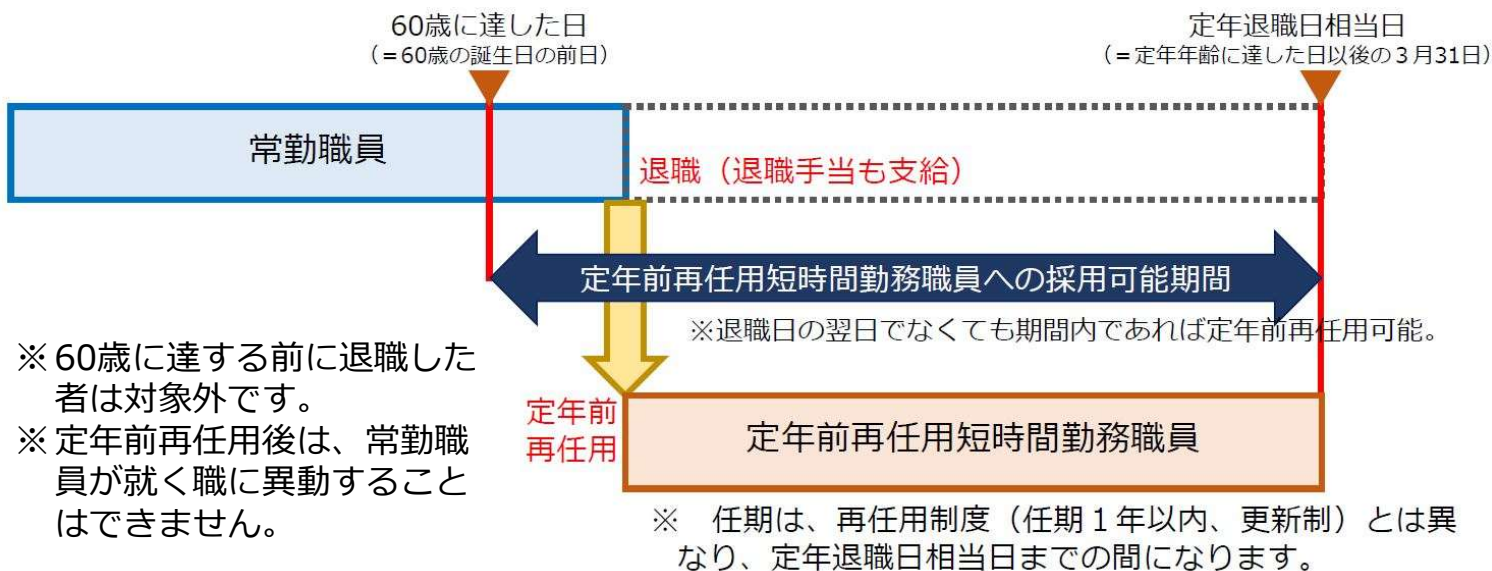 60歳に達した日
（＝60歳の誕生日の前日）
定年退職日相当日
（＝定年年齢に達した日以後の３月31日）
常勤職員
退職（退職手当も支給）
定年前再任用短時間勤務職員への採用可能期間
※退職日の翌日でなくても期間内であれば定年前再任用可能。
※60歳に達する前に退職した
者は対象外です。
※定年前再任用後は、常勤職
員が就く職に異動すること
はできません。
定年前
再任用
定年前再任用短時間勤務職員
※　任期は、再任用制度（任期１年以内、更新制）とは異
なり、定年退職日相当日までの間になります。